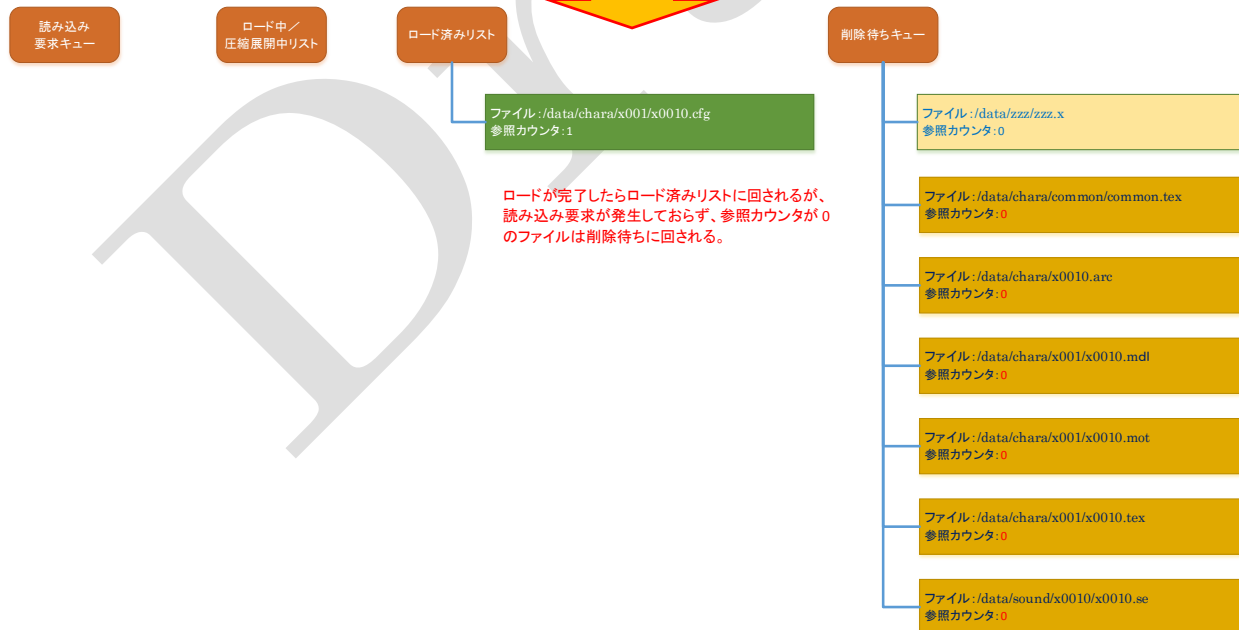 読み込み
要求キュー
ロード中／
圧縮展開中リスト
ロード済みリスト
削除待ちキュー
ファイル:/data/chara/x001/x0010.cfg
参照カウンタ:1
ロードが完了したらロード済みリストに回されるが、
読み込み要求が発生しておらず、参照カウンタが 0
のファイルは削除待ちに回される。
ファイル:/data/zzz/zzz.x
参照カウンタ:0
ファイル:/data/chara/common/common.tex
参照カウンタ:0
ファイル:/data/chara/x0010.arc
参照カウンタ:0
ファイル:/data/chara/x001/x0010.mdl
参照カウンタ:0
ファイル:/data/chara/x001/x0010.mot
参照カウンタ:0
ファイル:/data/chara/x001/x0010.tex
参照カウンタ:0
ファイル:/data/sound/x0010/x0010.se
参照カウンタ:0